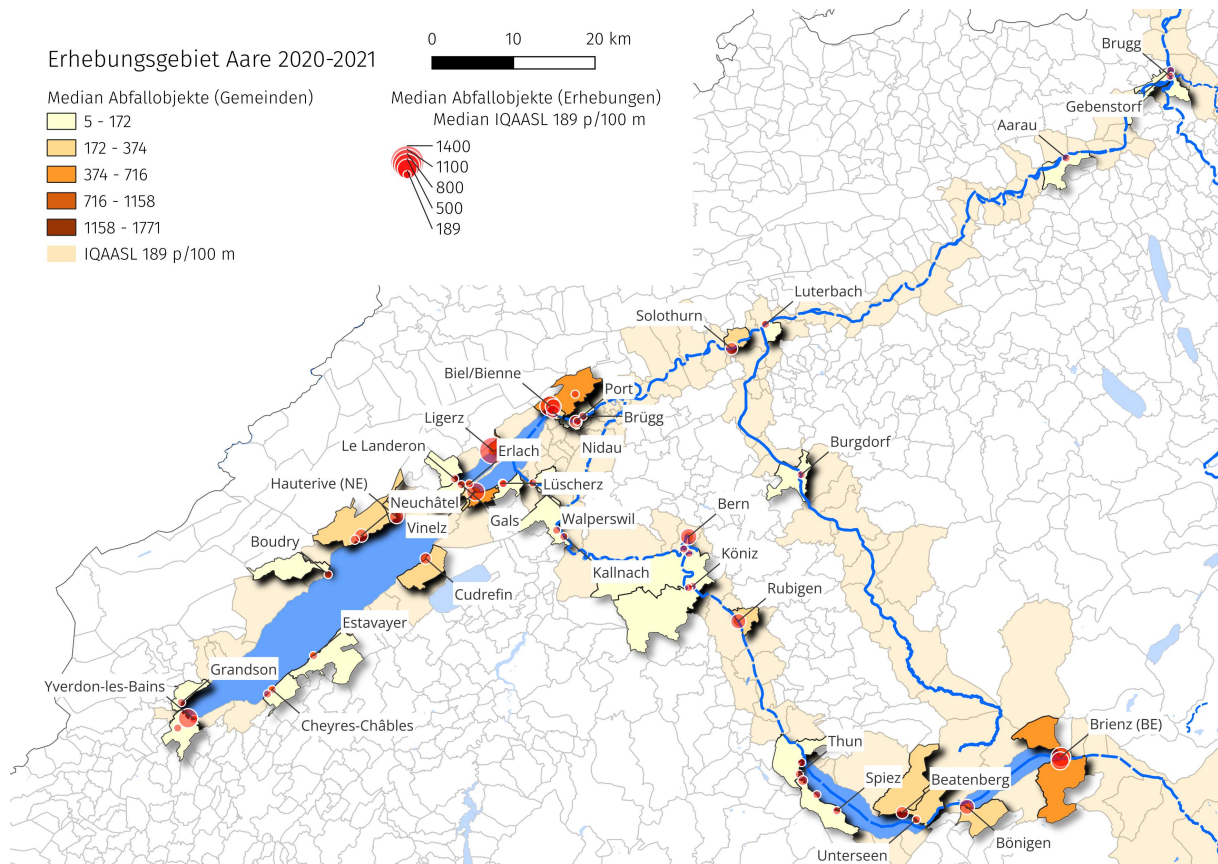 Erhebungsgebiet Aare 2020-2021
0 10 20 km
Median Abfallobjekte (Gemeinden)
5 - 172
172 - 374
374 - 716
716 - 1158
1158 - 1771
IQAASL 189 p/100 m
Median Abfallobjekte (Erhebungen)
Median IQAASL 189 p/100 m
1400
1100
800
500
189
Brugg
Gebenstorf
Aarau
Luterbach
Solothurn
Biel/Bienne
Port
Ligerz
Brügg
Erlach
Nidau
Le Landeron
Burgdorf
Hauterive (NE)
Lüscherz
Neuchâtel
Gals
Walperswil
Vinelz
Bern
Boudry
Kallnach
Köniz
Cudrefin
Rubigen
Estavayer
Grandson
Yverdon-les-Bains
Cheyres-Châbles
Brienz (BE)
Thun
Spiez
Beatenberg
Bönigen
Unterseen